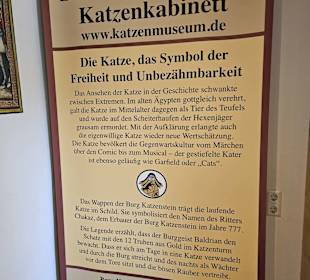 Katzenkabinett
www.katzenmuseum.de
Die Katze, das Symbol der
Freiheit und Unbezähmbarkeit
Das Ansehen der Katze in der Geschichte schwankte
zwischen Extremen. Im alten Ägypten gottgleich verehrt,
galt die Katze im Mittelalter dagegen als Tier des Teufels
und wurde auf den Scheiterhaufen der Hexenjäger
grausam ermordet. Mit der Aufklärung erlangte auch
die eigenwillige Katze wieder neue Wertschätzung.
Die Katze bevölkert die Gegenwartskultur vom Märchen
über den Comic bis zum Musical - der gestiefelte Kater
ist ebenso geläufig wie Garfield oder „Cats“.
Das Wappen der Burg Katzenstein trägt die laufende
Katze im Schild. Sie symbolisiert den Namen des Ritters
Chakaz, dem Erbauer der Burg Katzenstein im Jahre 777.
Die Legende erzählt, dass der Burggeist Baldrian den
Schatz mit den 12 Truhen aus Gold im Katzenturm
bewacht. Dass er sich am Tage in eine Katze verwandelt
und durch die Burg streicht und des nachts als Wächter
vor dem Tore sitzt und die bösen Räuber vertreibt.